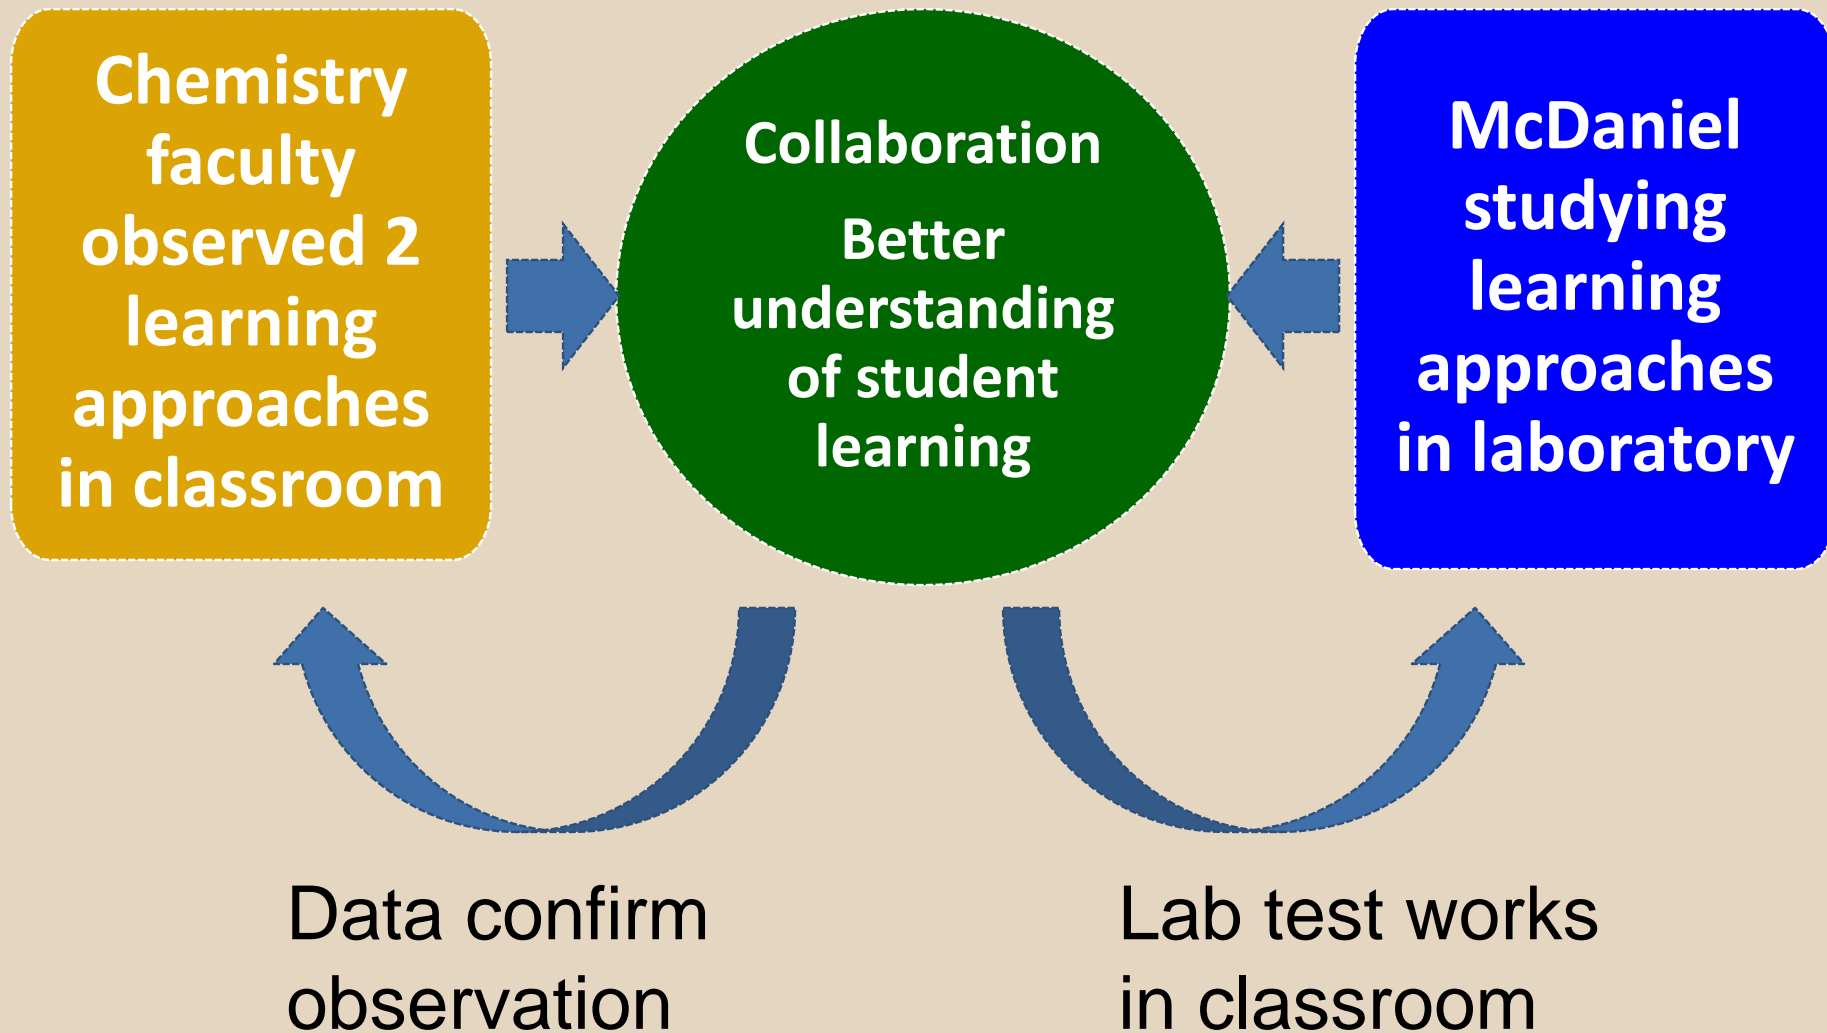 Chemistry
faculty
observed 2
learning
approaches
in classroom
Collaboration
Better
understanding
of student
learning
McDaniel
studying
learning
approaches
in laboratory
Data confirm
observation
Lab test works
in classroom